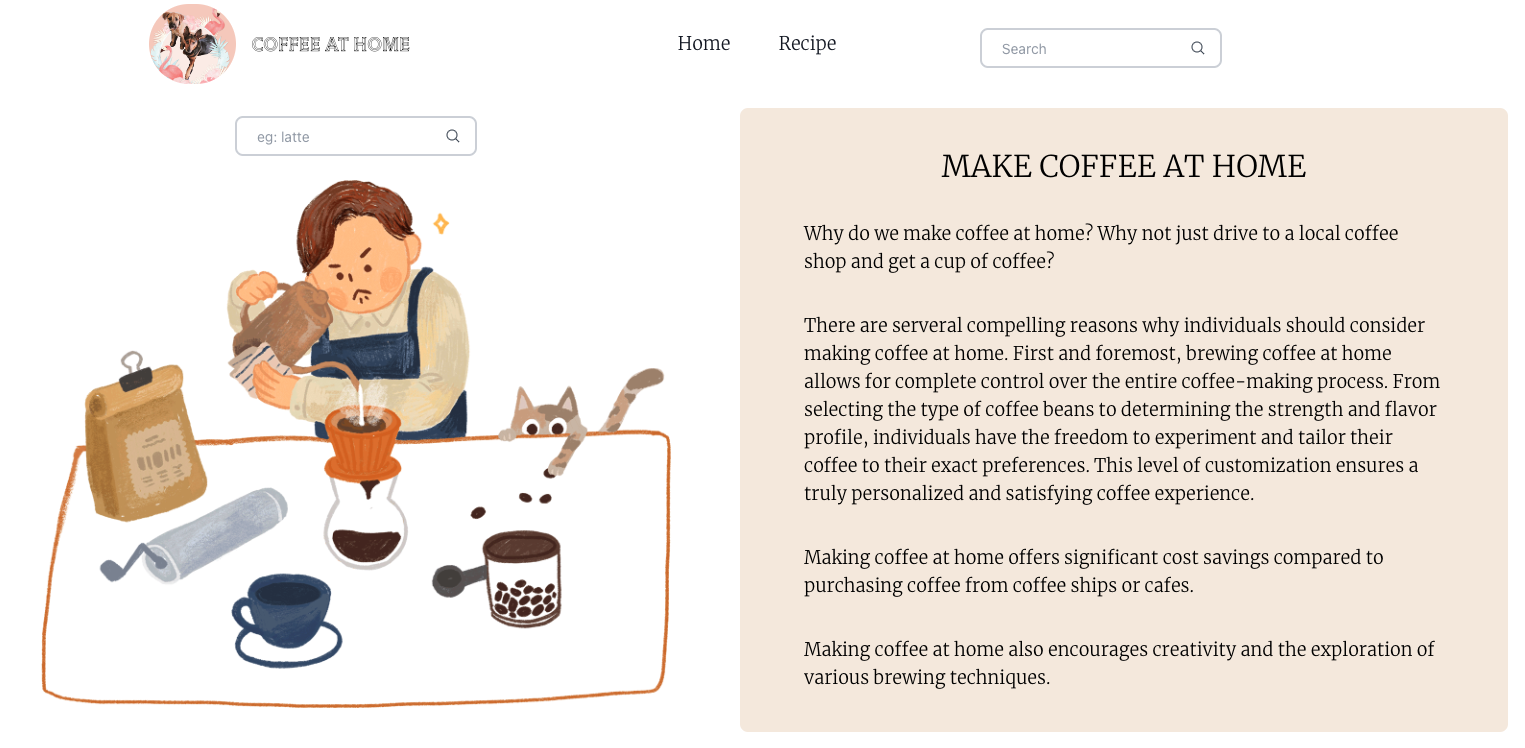 COFFEE AT HOME
Home
Recipe
Search
eg: latte
MAKE COFFEE AT HOME
Why do we make coffee at home? Why not just drive to a local coffee
shop and get a cup of coffee?
There are serveral compelling reasons why individuals should consider
making coffee at home. First and foremost, brewing coffee at home
allows for complete control over the entire coffee-making process. From
selecting the type of coffee beans to determining the strength and flavor
profile, individuals have the freedom to experiment and tailor their
coffee to their exact preferences. This level of customization ensures a
truly personalized and satisfying coffee experience.
Making coffee at home offers significant cost savings compared to
purchasing coffee from coffee ships or cafes.
Making coffee at home also encourages creativity and the exploration of
various brewing techniques.